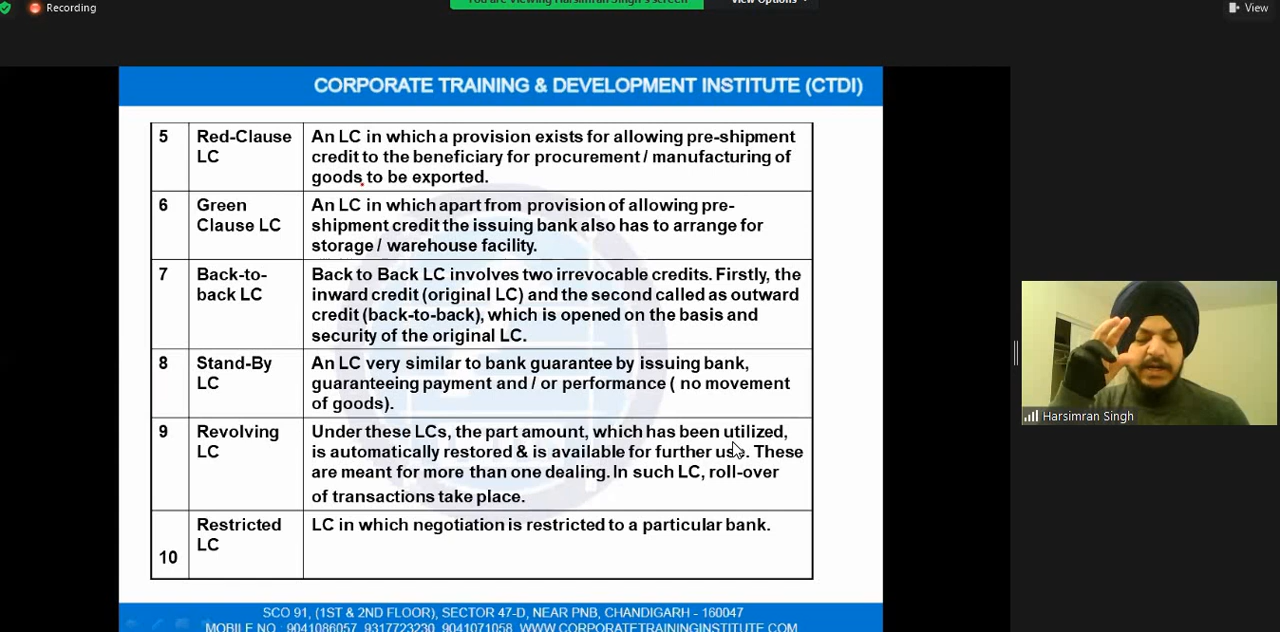 Recording
You are viewing Harsimran Singh's screen
View Options
View
CORPORATE TRAINING & DEVELOPMENT INSTITUTE (CTDI)
5
Red-Clause
LC
An LC in which a provision exists for allowing pre-shipment
credit to the beneficiary for procurement / manufacturing of
goods to be exported.
6
Green
Clause LC
An LC in which apart from provision of allowing pre-
shipment credit the issuing bank also has to arrange for
storage / warehouse facility.
7
Back-to-
back LC
Back to Back LC involves two irrevocable credits. Firstly, the
inward credit (original LC) and the second called as outward
credit (back-to-back), which is opened on the basis and
security of the original LC.
8
Stand-By
LC
An LC very similar to bank guarantee by issuing bank,
guaranteeing payment and / or performance ( no movement
of goods).
9
Revolving
LC
Under these LCs, the part amount, which has been utilized,
is automatically restored & is available for further use. These
are meant for more than one dealing. In such LC, roll-over
of transactions take place.
10
Restricted
LC
LC in which negotiation is restricted to a particular bank.
Harsimran Singh
SCO 91, (1ST & 2ND FLOOR), SECTOR 47-D, NEAR PNB, CHANDIGARH - 160047
MOBILE NO. 9041086057, 9317723230, 9041071058, WWW.CORPORATETRAININGINSTITUTE.COM